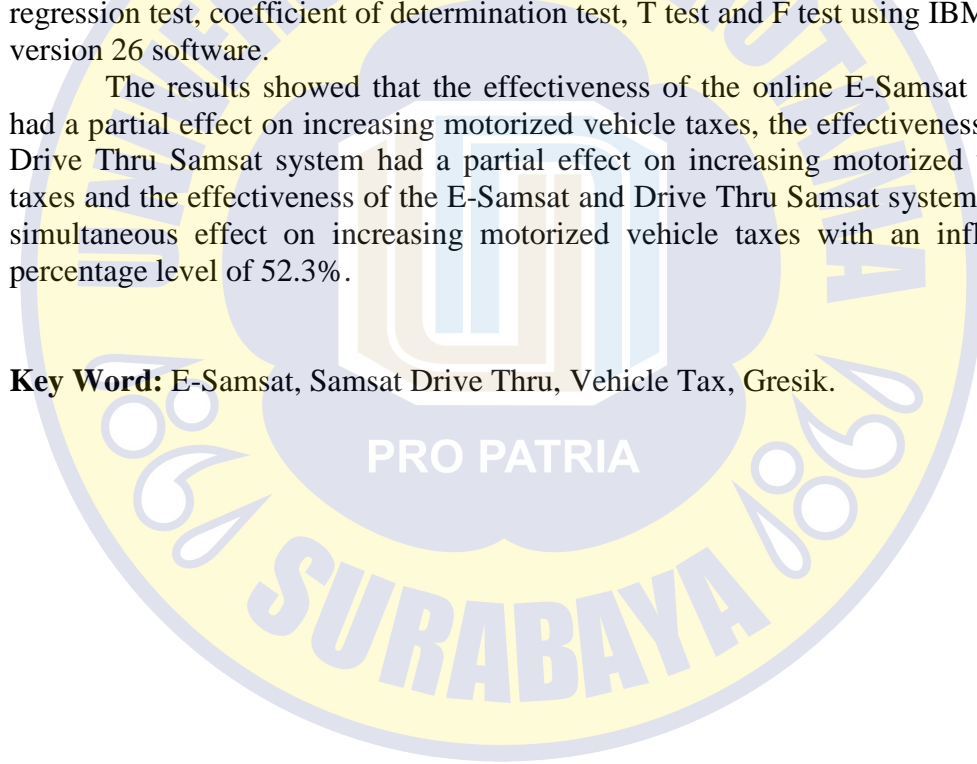 regression test, coefficient of determination test, T test and F test using IBM
version 26 software.
The results showed that the effectiveness of the online E-Samsat
had a partial effect on increasing motorized vehicle taxes, the effectiveness
Drive Thru Samsat system had a partial effect on increasing motorized
taxes and the effectiveness of the E-Samsat and Drive Thru Samsat system
simultaneous effect on increasing motorized vehicle taxes with an infl
percentage level of 52.3%.
Key Word: E-Samsat, Samsat Drive Thru, Vehicle Tax, Gresik.
PRO PATRIA
SURABAYA